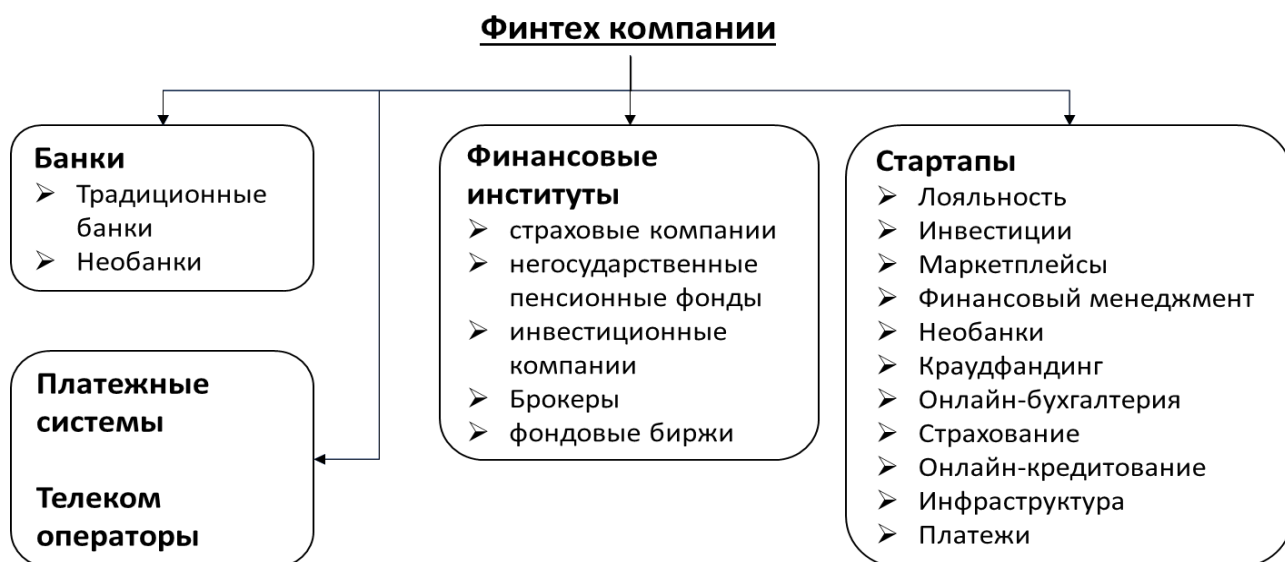 Финтех компании
Банки
Традиционные
банки
Необанки
Платежные
системы
Телеком
операторы
Финансовые
институты
страховые компании
негосударственные
пенсионные фонды
инвестиционные
компании
Брокеры
фондовые биржи
Стартапы
Лояльность
Инвестиции
Маркетплейсы
Финансовый менеджмент
Необанки
Краудфандинг
Онлайн-бухгалтерия
Страхование
Онлайн-кредитование
Инфраструктура
Платежи